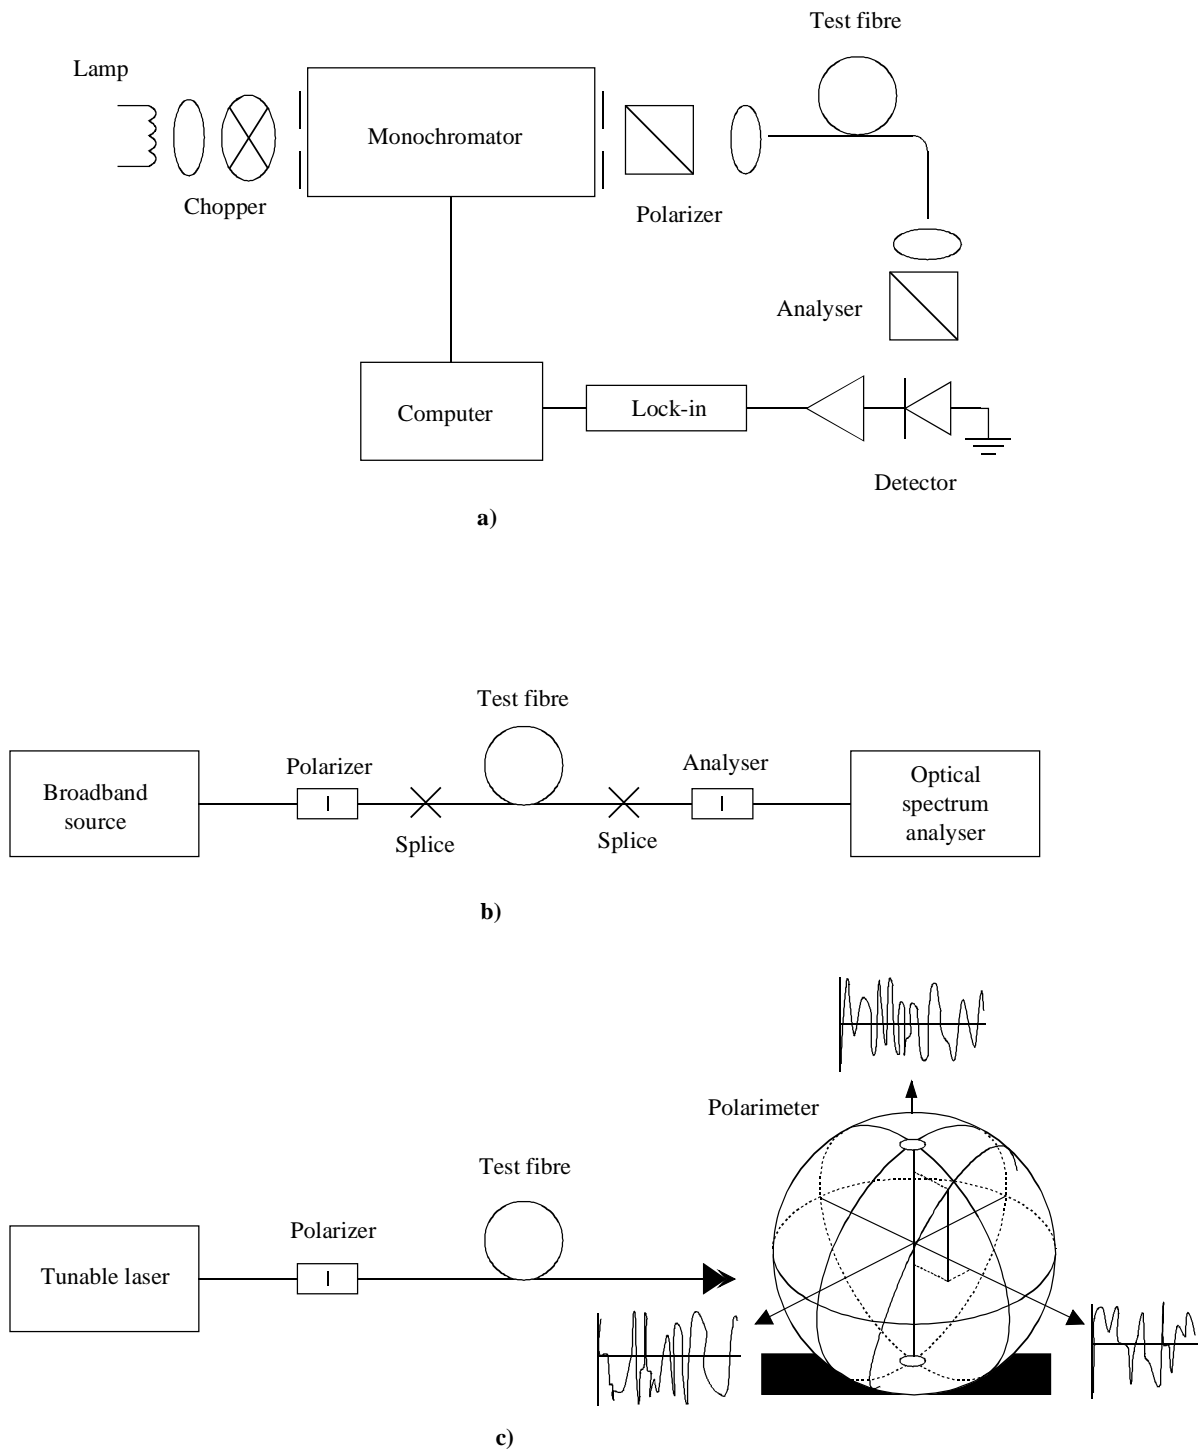 Test fibre
Lamp
Monochromator
Chopper
Polarizer
Analyser
Computer
Lock-in
Detector
a)
Test fibre
Polarizer
Analyser
Broadband
source
Optical
spectrum
analyser
Splice
Splice
b)
Polarimeter
Test fibre
Polarizer
Tunable laser
c)